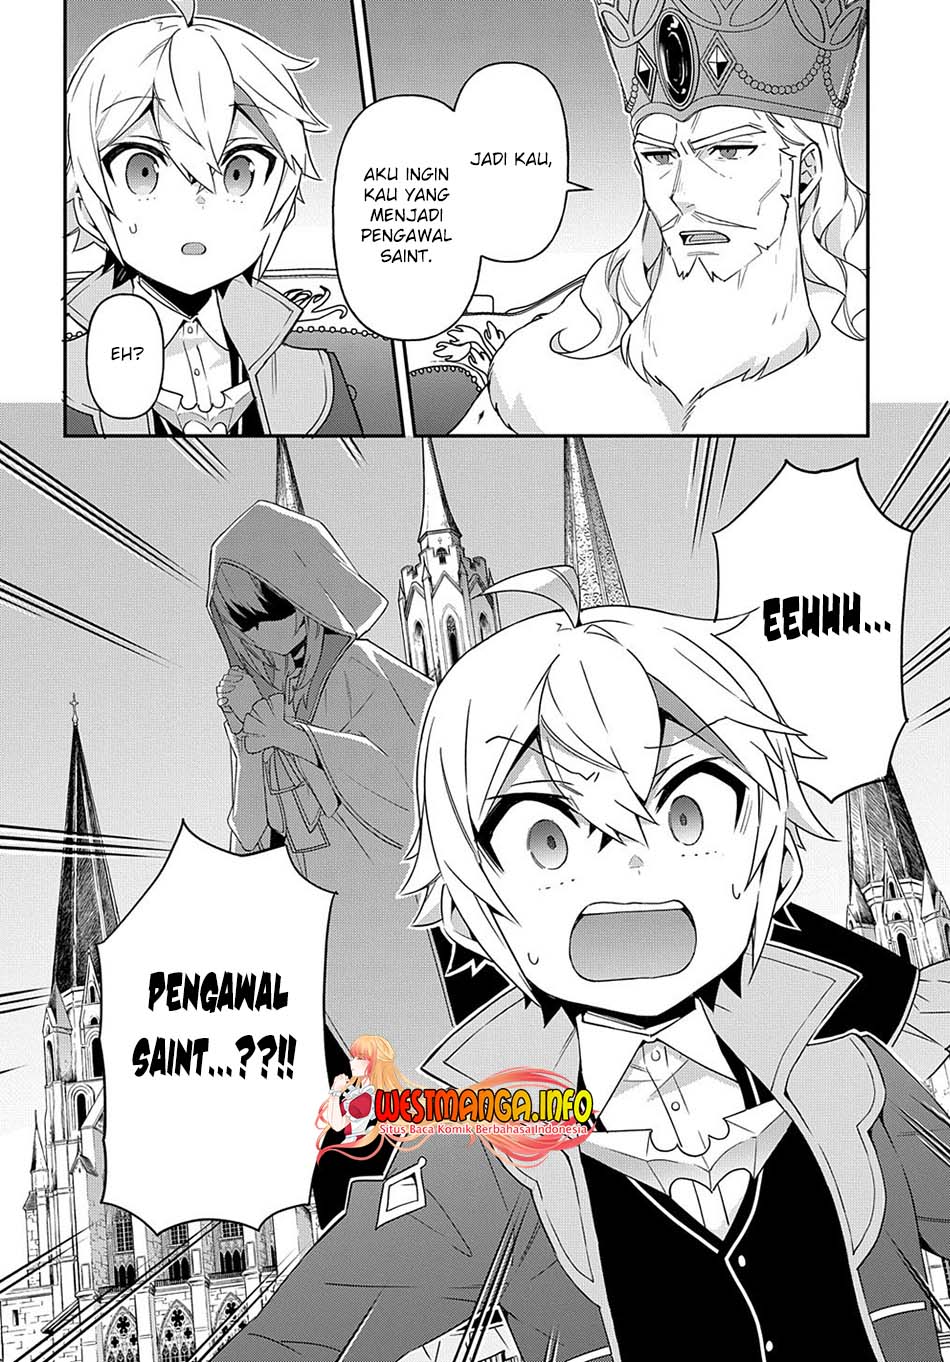 JADI KAU,
AKU INGIN
KAU YANG
MENJADI
PENGAWAL
SAINT.
EH?
EEHHH...
PENGAWAL
SAINT...??!!
WESTMANGA.INFO
Situs Baca Komik Berbahasa Indonesia